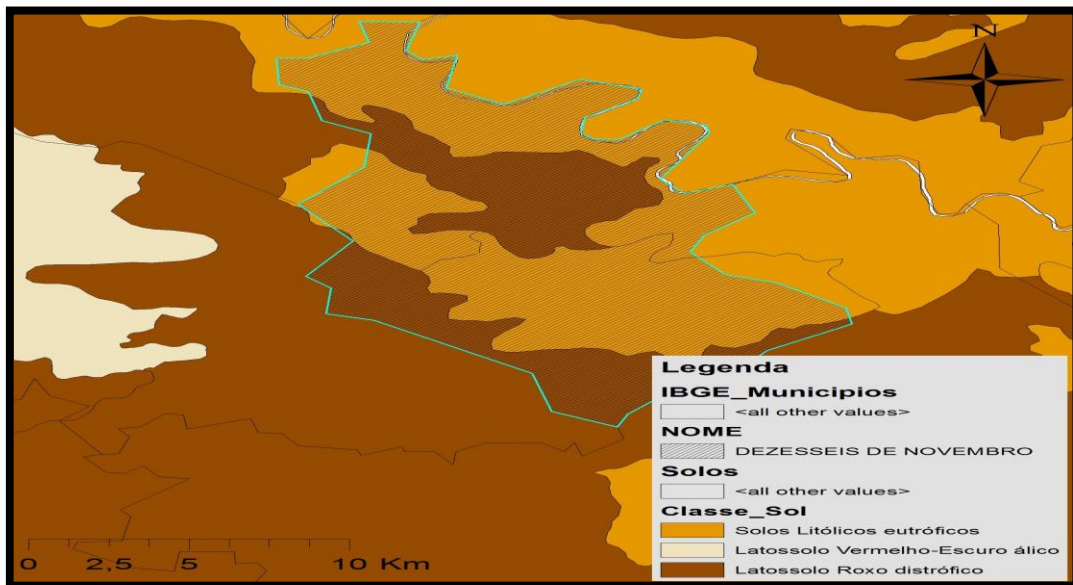 N
Legenda
IBGE_Municipios
<all other values>
NOME
DEZESSEIS DE NOVEMBRO
Solos
<all other values>
Classe_Sol
Solos Litólicos eutróficos
Latossolo Vermelho-Escuro álico
Latossolo Roxo distrófico
0 2,5 5 10 Km